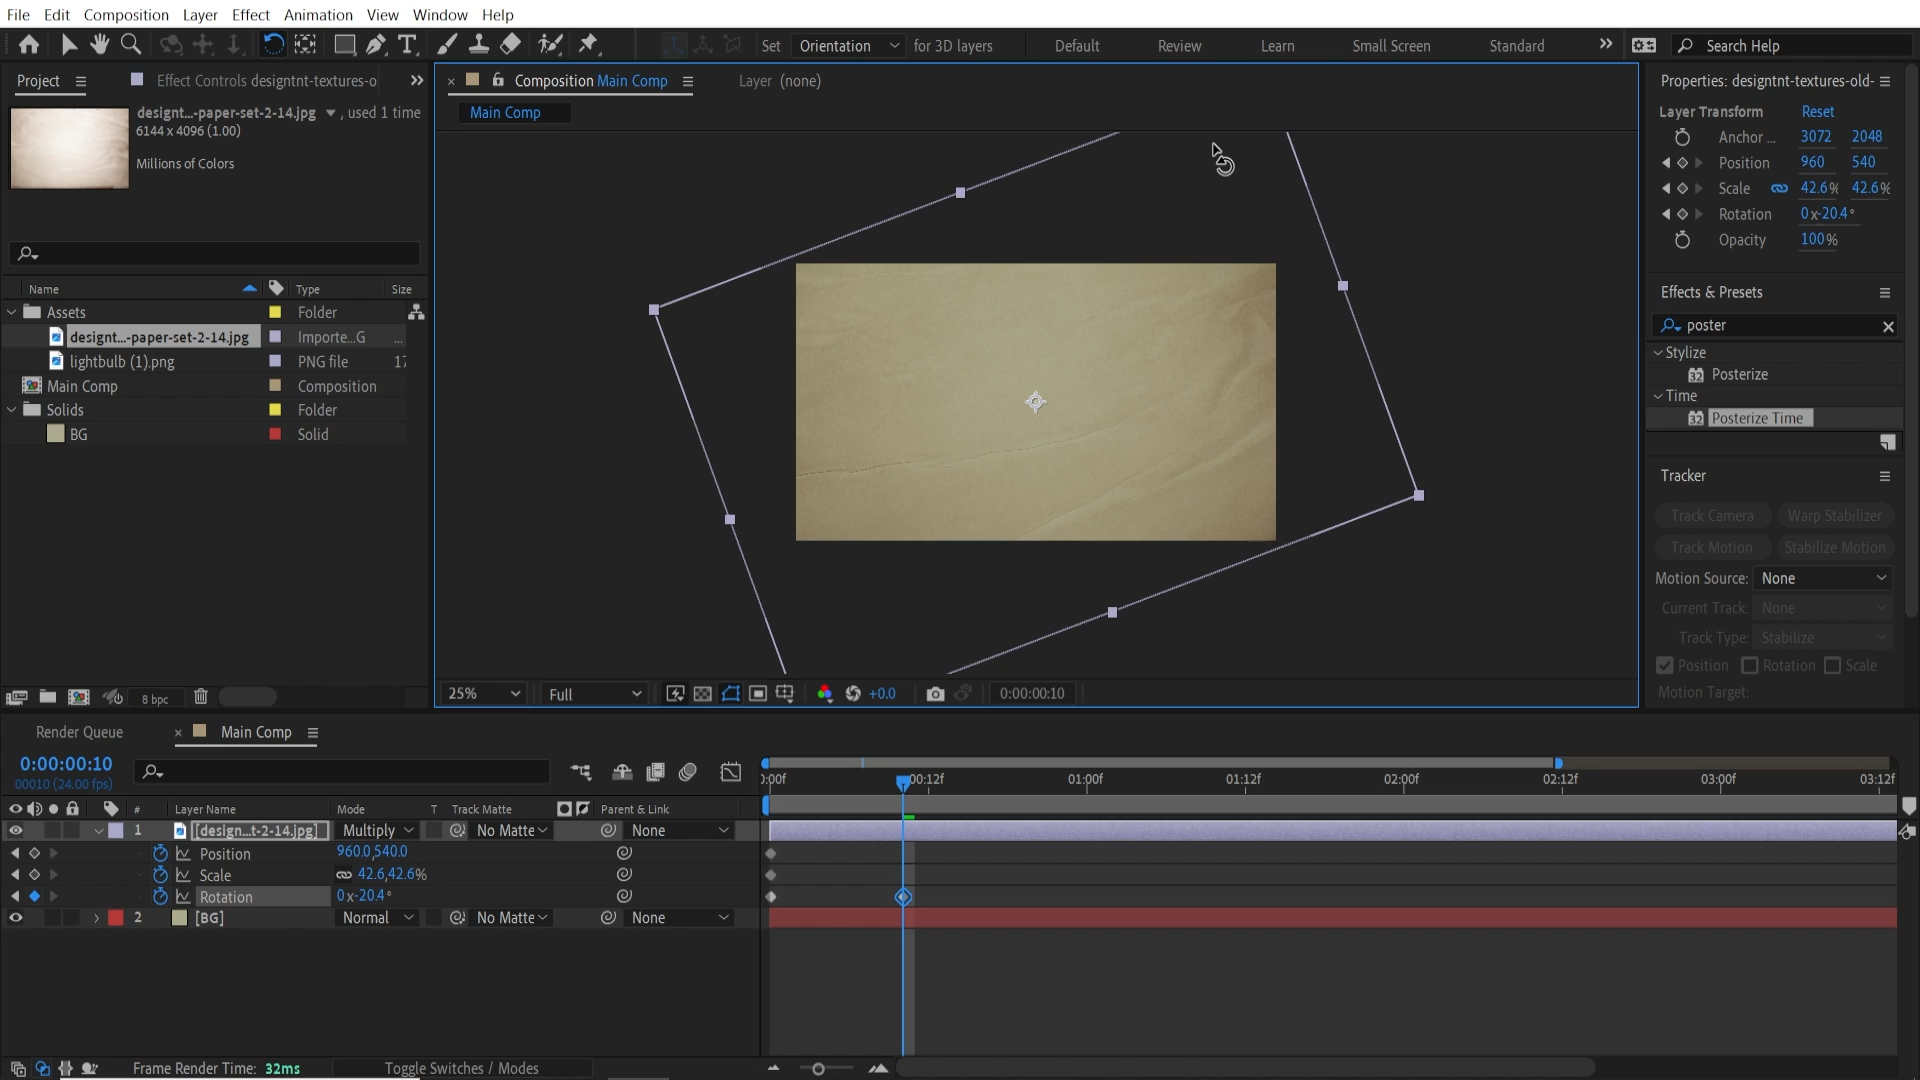 File Edit Composition Layer Effect Animation View Window Help
Set Orientation for 3D layers Default Review Learn Small Screen Standard Search Help
Project Effect Controls designtnt-textures-o
designt...-paper-set-2-14.jpg , used 1 time
6144 x 4096 (1.00)
Millions of Colors
Name Type Size
Assets Folder
designt...-paper-set-2-14.jpg Importe...G ...
lightbulb (1).png PNG file 17
Main Comp Composition
Solids Folder
BG Solid
8 bpc
Composition Main Comp Layer (none)
Main Comp
25% Full +0.0 0:00:00:10
Properties: designtnt-textures-old-
Layer Transform Reset
Anchor ... 3072 2048
Position 960 540
Scale 42.6% 42.6%
Rotation 0x-20.4°
Opacity 100%
Effects & Presets
poster
Stylize
32 Posterize
Time
32 Posterize Time
Tracker
Track Camera Warp Stabilizer
Track Motion Stabilize Motion
Motion Source: None
Current Track: None
Track Type: Stabilize
Position Rotation Scale
Motion Target:
Render Queue Main Comp
0:00:00:10
00010 (24.00 fps)
# Layer Name Mode T Track Matte Parent & Link
1 [design...t-2-14.jpg] Multiply No Matte None
Position 960.0,540.0
Scale 42.6,42.6%
Rotation 0x-20.4°
2 [BG] Normal No Matte None
0:00f 00:12f 01:00f 01:12f 02:00f 02:12f 03:00f 03:12f
Frame Render Time: 32ms Toggle Switches / Modes